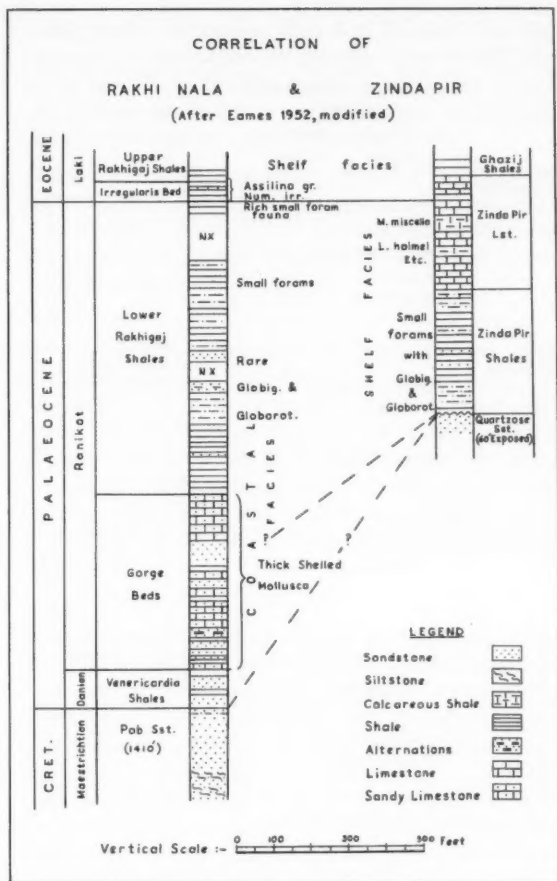 CORRELATION OF
RAKHI NALA & ZINDA PIR
(After Eames 1952, modified)
EOCENE
Laki
Upper
Rakhigaj Shales
Irregularis Bed
Shelf facies
Assilina gr.
Num. irr.
Rich small foram
fauna
PALAEOCENE
Ranikot
Lower
Rakhigaj
Shales
NX
Small forams
Rare
NX
Globig. &
Globorot.
COASTAL
FACIES
Gorge
Beds
Thick Shelled
Mollusca
?
?
Danian
Venericardia
Shales
CRET.
Maestrichtian
Pab Sst.
(1410')
SHELF FACIES
M. miscella
L. haimei
Etc.
Small
forams
with
Globig.
&
Globorot.
Ghazij
Shales
Zinda Pir
Lst.
Zinda Pir
Shales
Quartzose
Sst.
(40' Exposed)
LEGEND
Sandstone
Siltstone
Calcareous Shale
Shale
Alternations
Limestone
Sandy Limestone
Vertical Scale :- 0 100 300 500 Feet